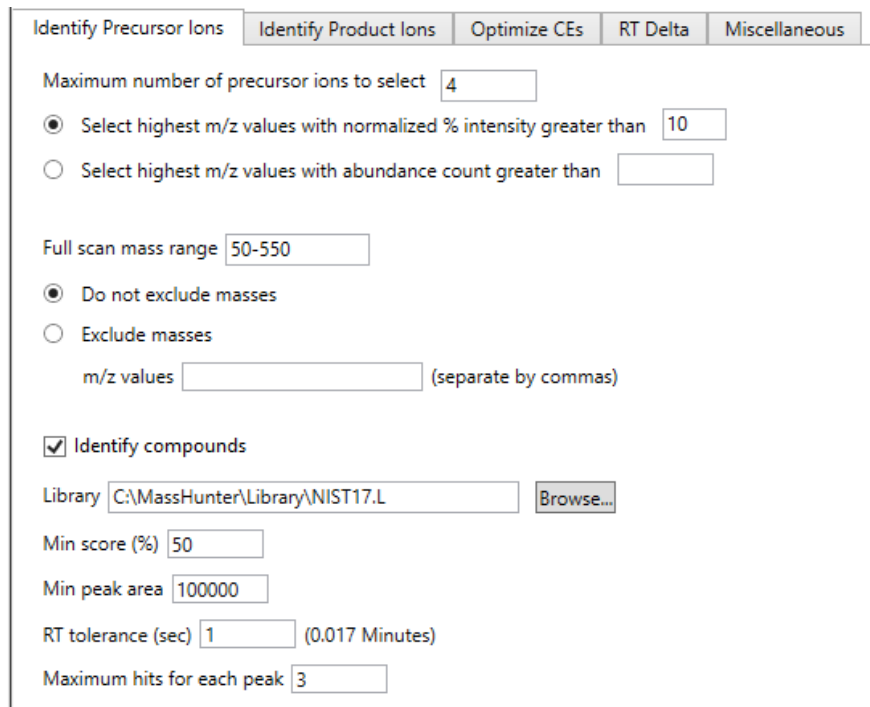 Identify Precursor Ions Identify Product Ions Optimize CEs RT Delta Miscellaneous
Maximum number of precursor ions to select 4
Select highest m/z values with normalized % intensity greater than 10
Select highest m/z values with abundance count greater than
Full scan mass range 50-550
Do not exclude masses
Exclude masses
m/z values (separate by commas)
Identify compounds
Library C:\MassHunter\Library\NIST17.L Browse...
Min score (%) 50
Min peak area 100000
RT tolerance (sec) 1 (0.017 Minutes)
Maximum hits for each peak 3